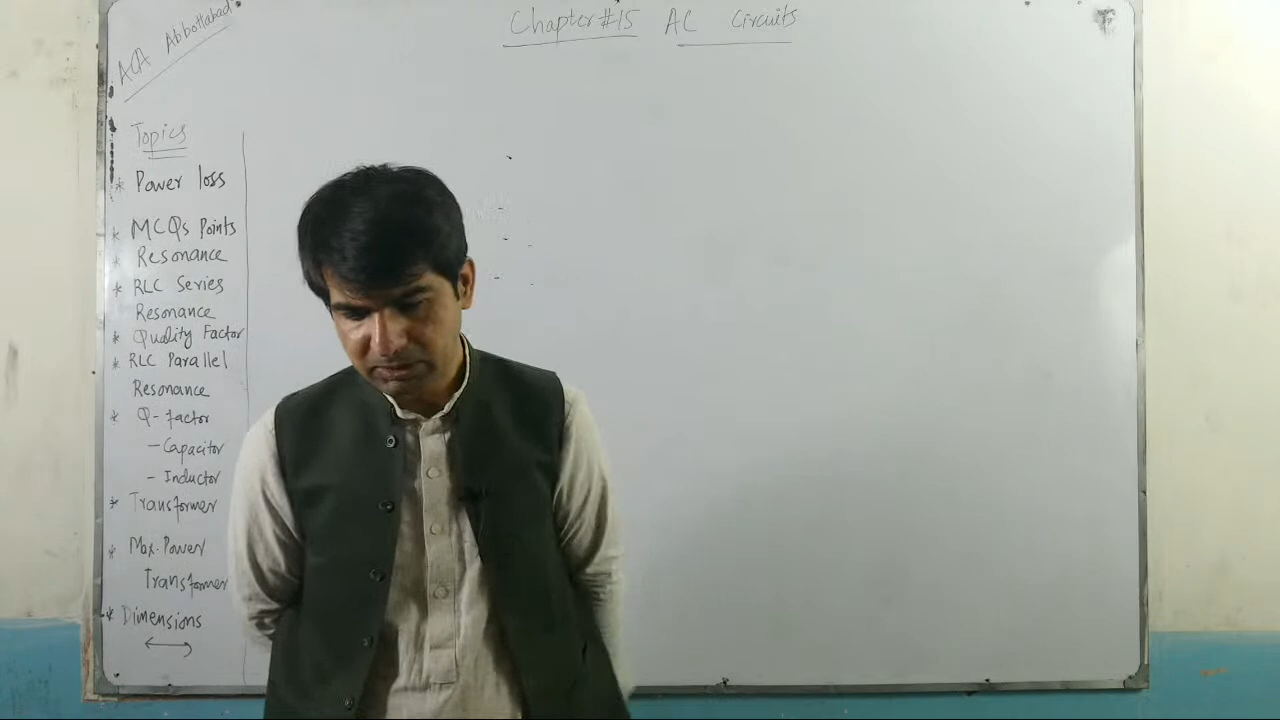 Chapter#15 AC Circuits
ACA Abbottabad
Topics
* Power loss
* MCQs Points
* Resonance
* RLC Series
Resonance
* Quality Factor
* RLC Parallel
Resonance
* Q-factor
- Capacitor
- Inductor
* Transformer
* Max.Power
Transformer
* Dimensions